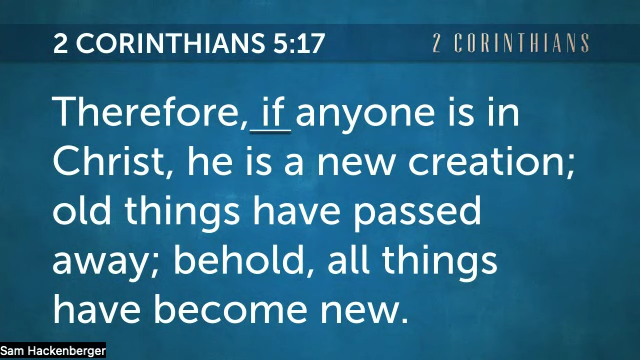 2 CORINTHIANS 5:17
2 CORINTHIANS
Therefore, if anyone is in
Christ, he is a new creation;
old things have passed
away; behold, all things
have become new.
Sam Hackenberger